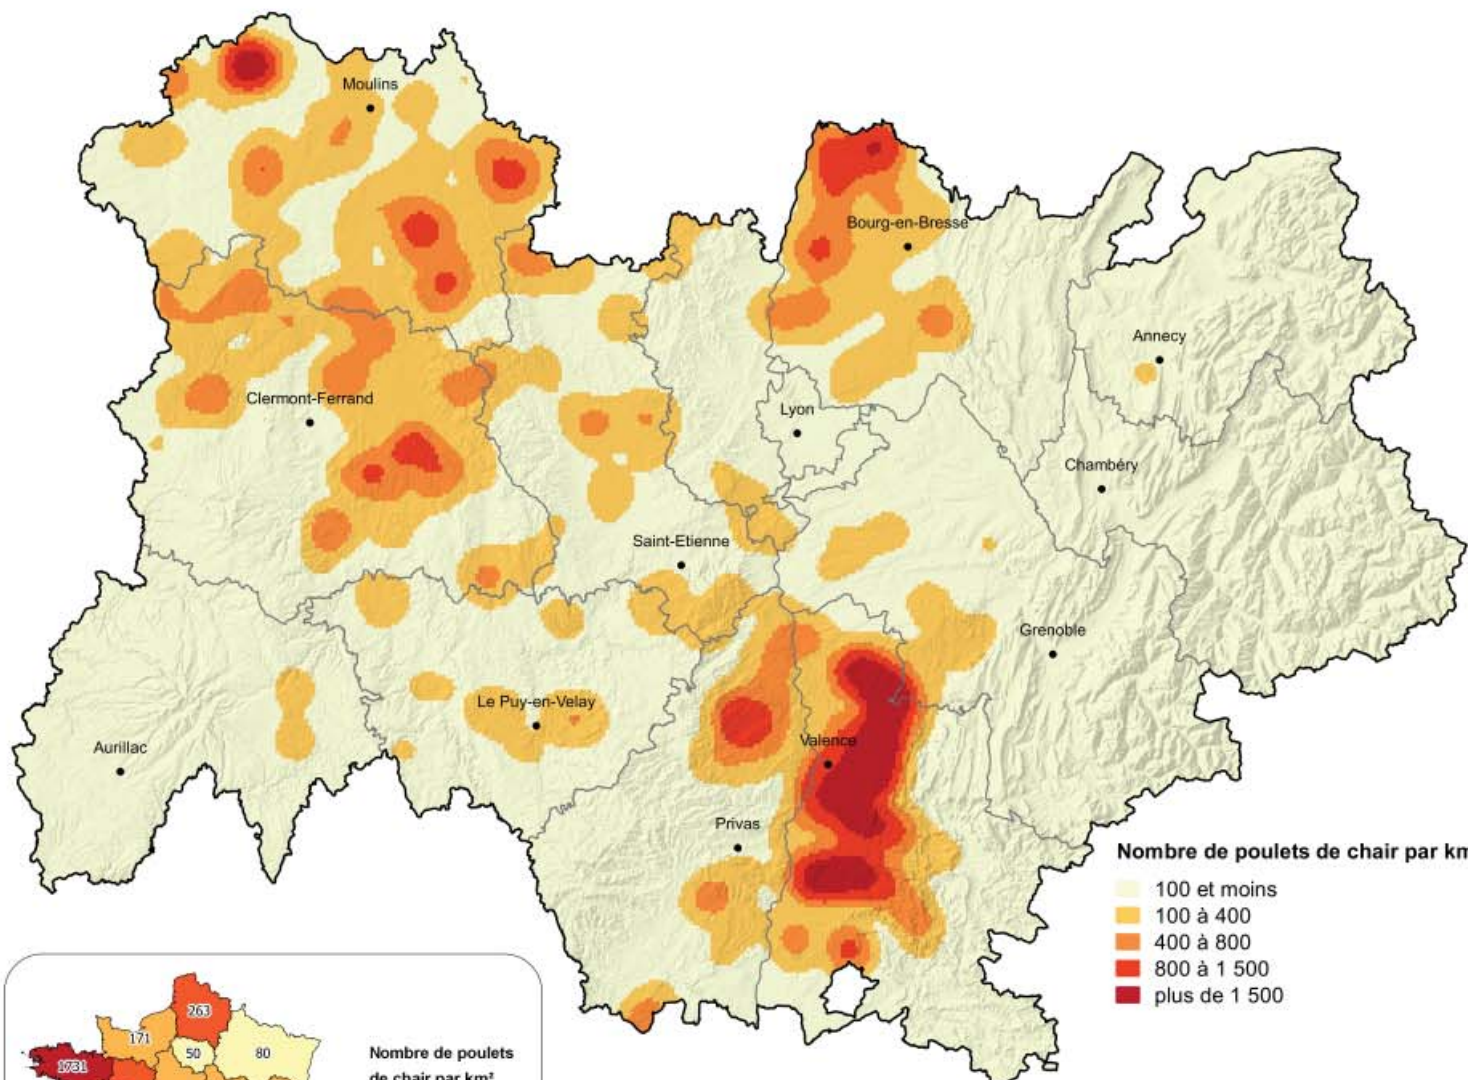 Moulins
Bourg-en-Bresse
Annecy
Clermont-Ferrand
Lyon
Chambéry
Saint-Etienne
Grenoble
Le Puy-en-Velay
Valence
Aurillac
Privas
Nombre de poulets de chair par km
100 et moins
100 à 400
400 à 800
800 à 1 500
plus de 1 500
263
171
50
80
1731
Nombre de poulets
de chair par km²